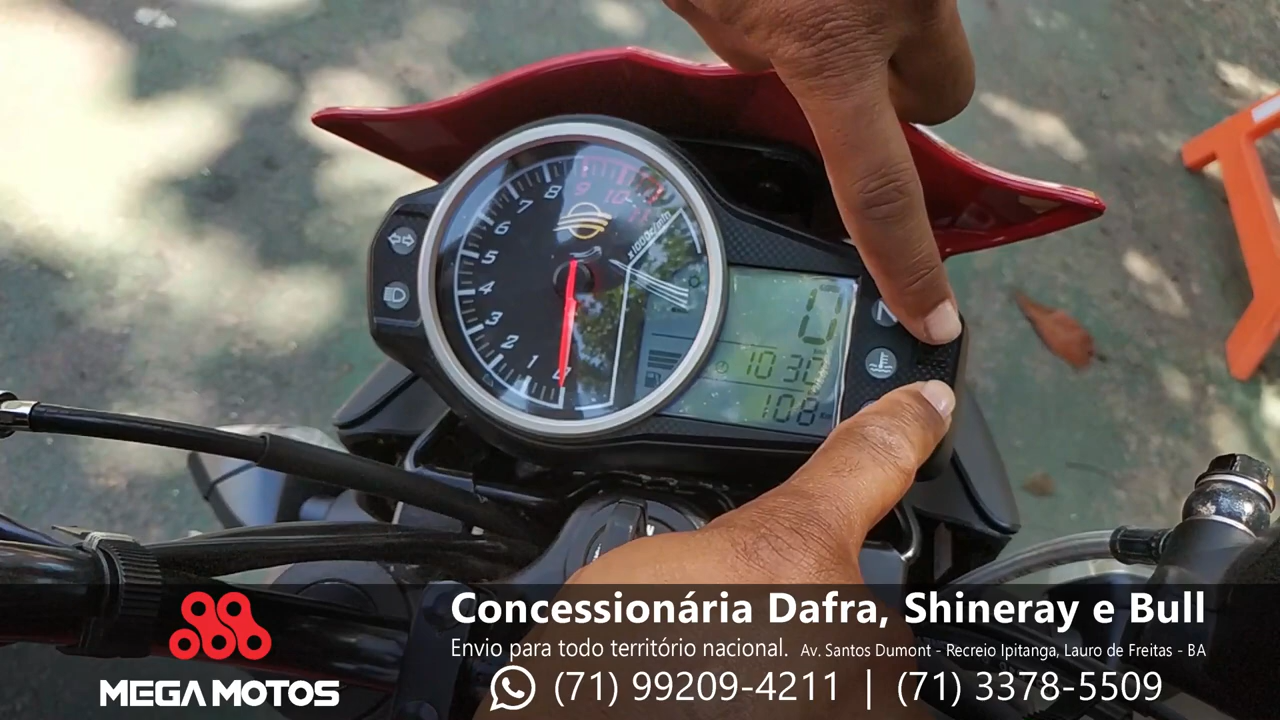 8
9
10
11
7
6
5
4
3
2
1
0
x1000r/min
N
0
10 30
108
Concessionária Dafra, Shineray e Bull
Envio para todo território nacional. Av. Santos Dumont - Recreio Ipitanga, Lauro de Freitas - BA
MEGA MOTOS
(71) 99209-4211 | (71) 3378-5509